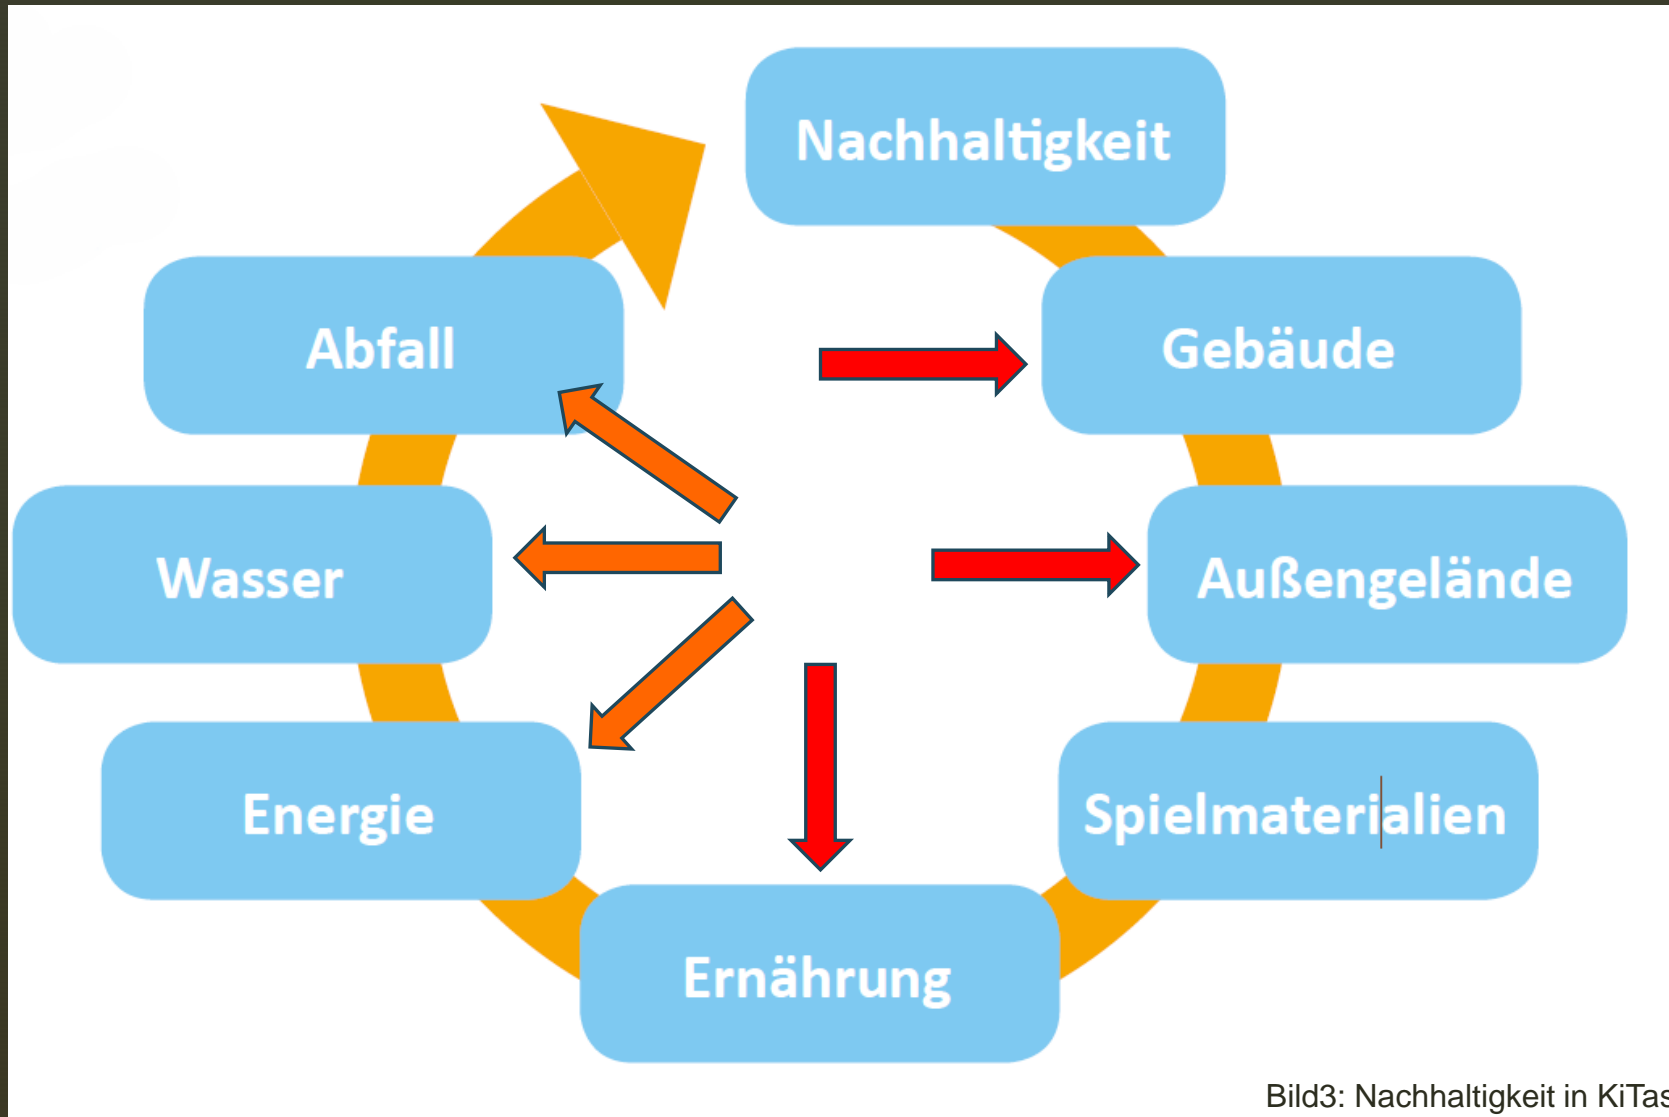 Nachhaltigkeit
Gebäude
Außengelände
Spielmaterialien
Ernährung
Energie
Wasser
Abfall
Bild3: Nachhaltigkeit in KiTas